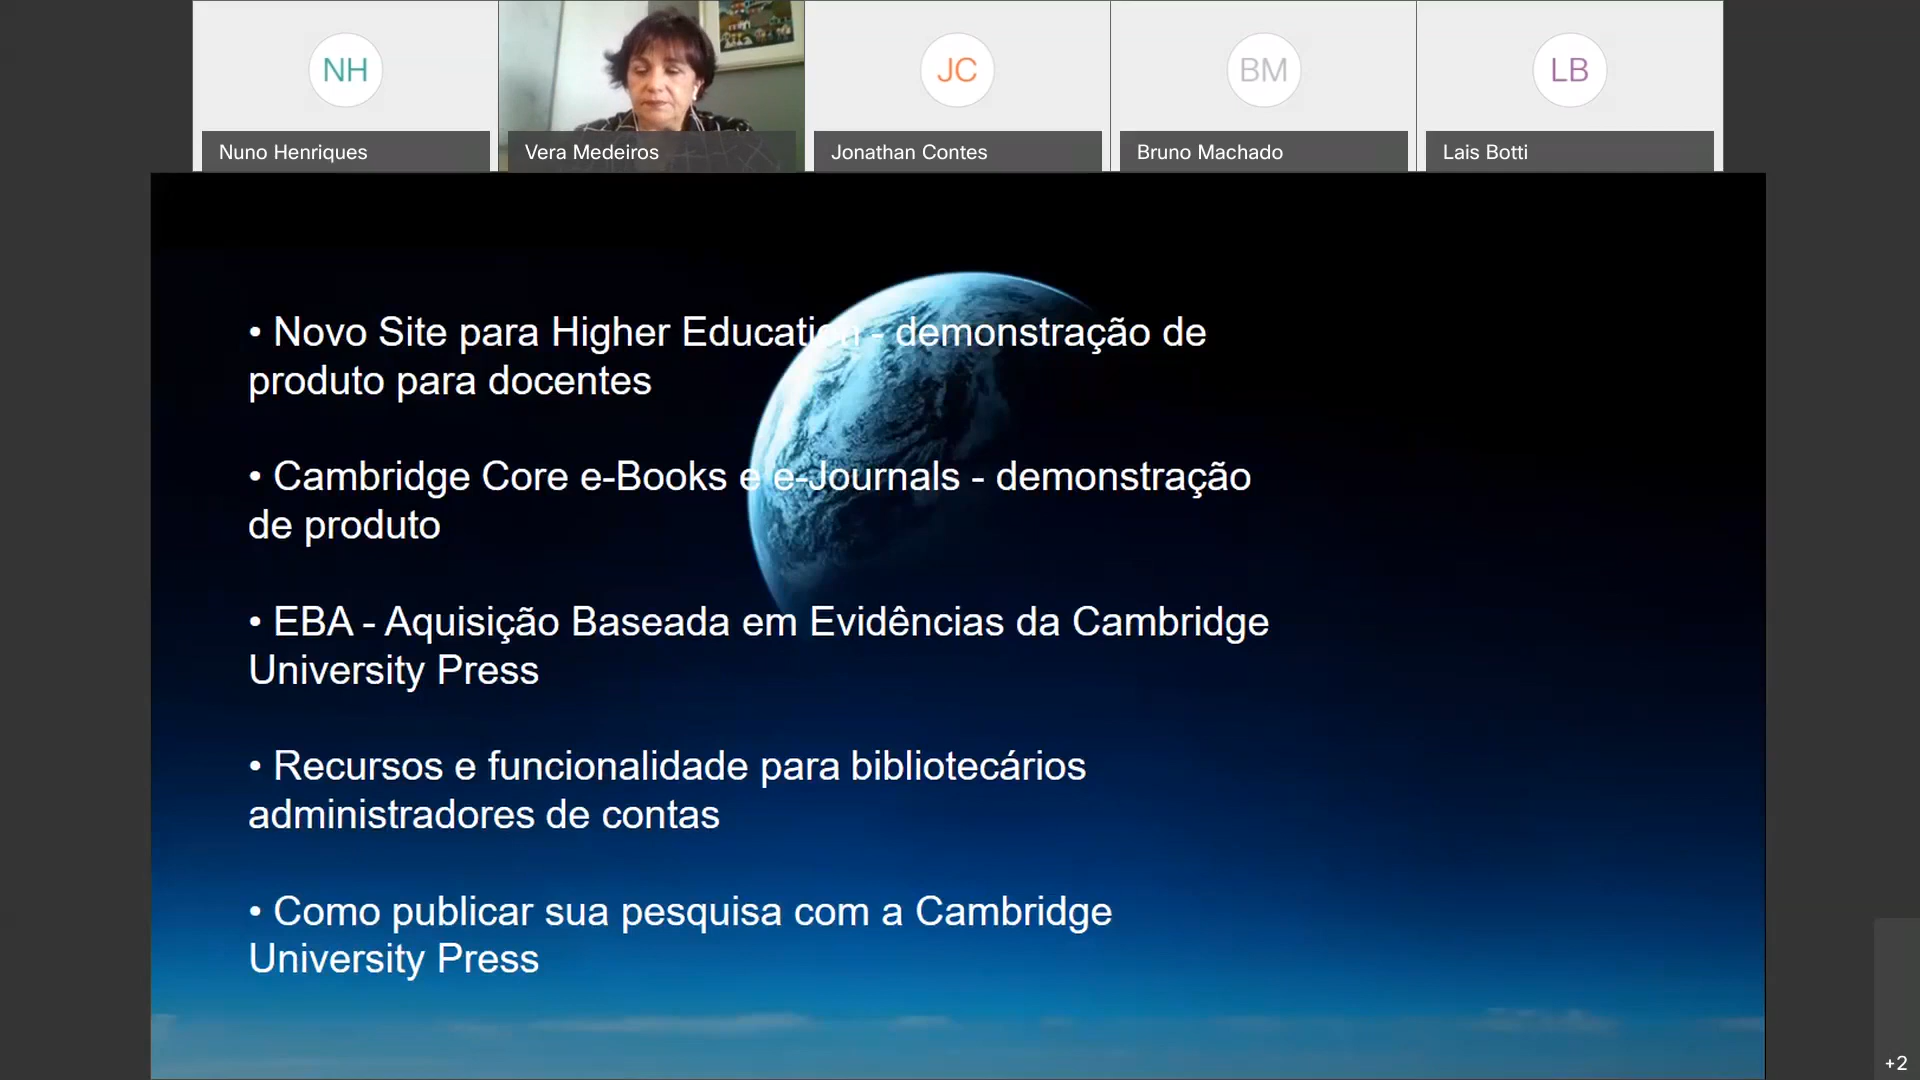 NH
JC
BM
LB
Nuno Henriques
Vera Medeiros
Jonathan Contes
Bruno Machado
Lais Botti
• Novo Site para Higher Education - demonstração de
produto para docentes
• Cambridge Core e-Books e e-Journals - demonstração
de produto
• EBA - Aquisição Baseada em Evidências da Cambridge
University Press
• Recursos e funcionalidade para bibliotecários
administradores de contas
• Como publicar sua pesquisa com a Cambridge
University Press
+2